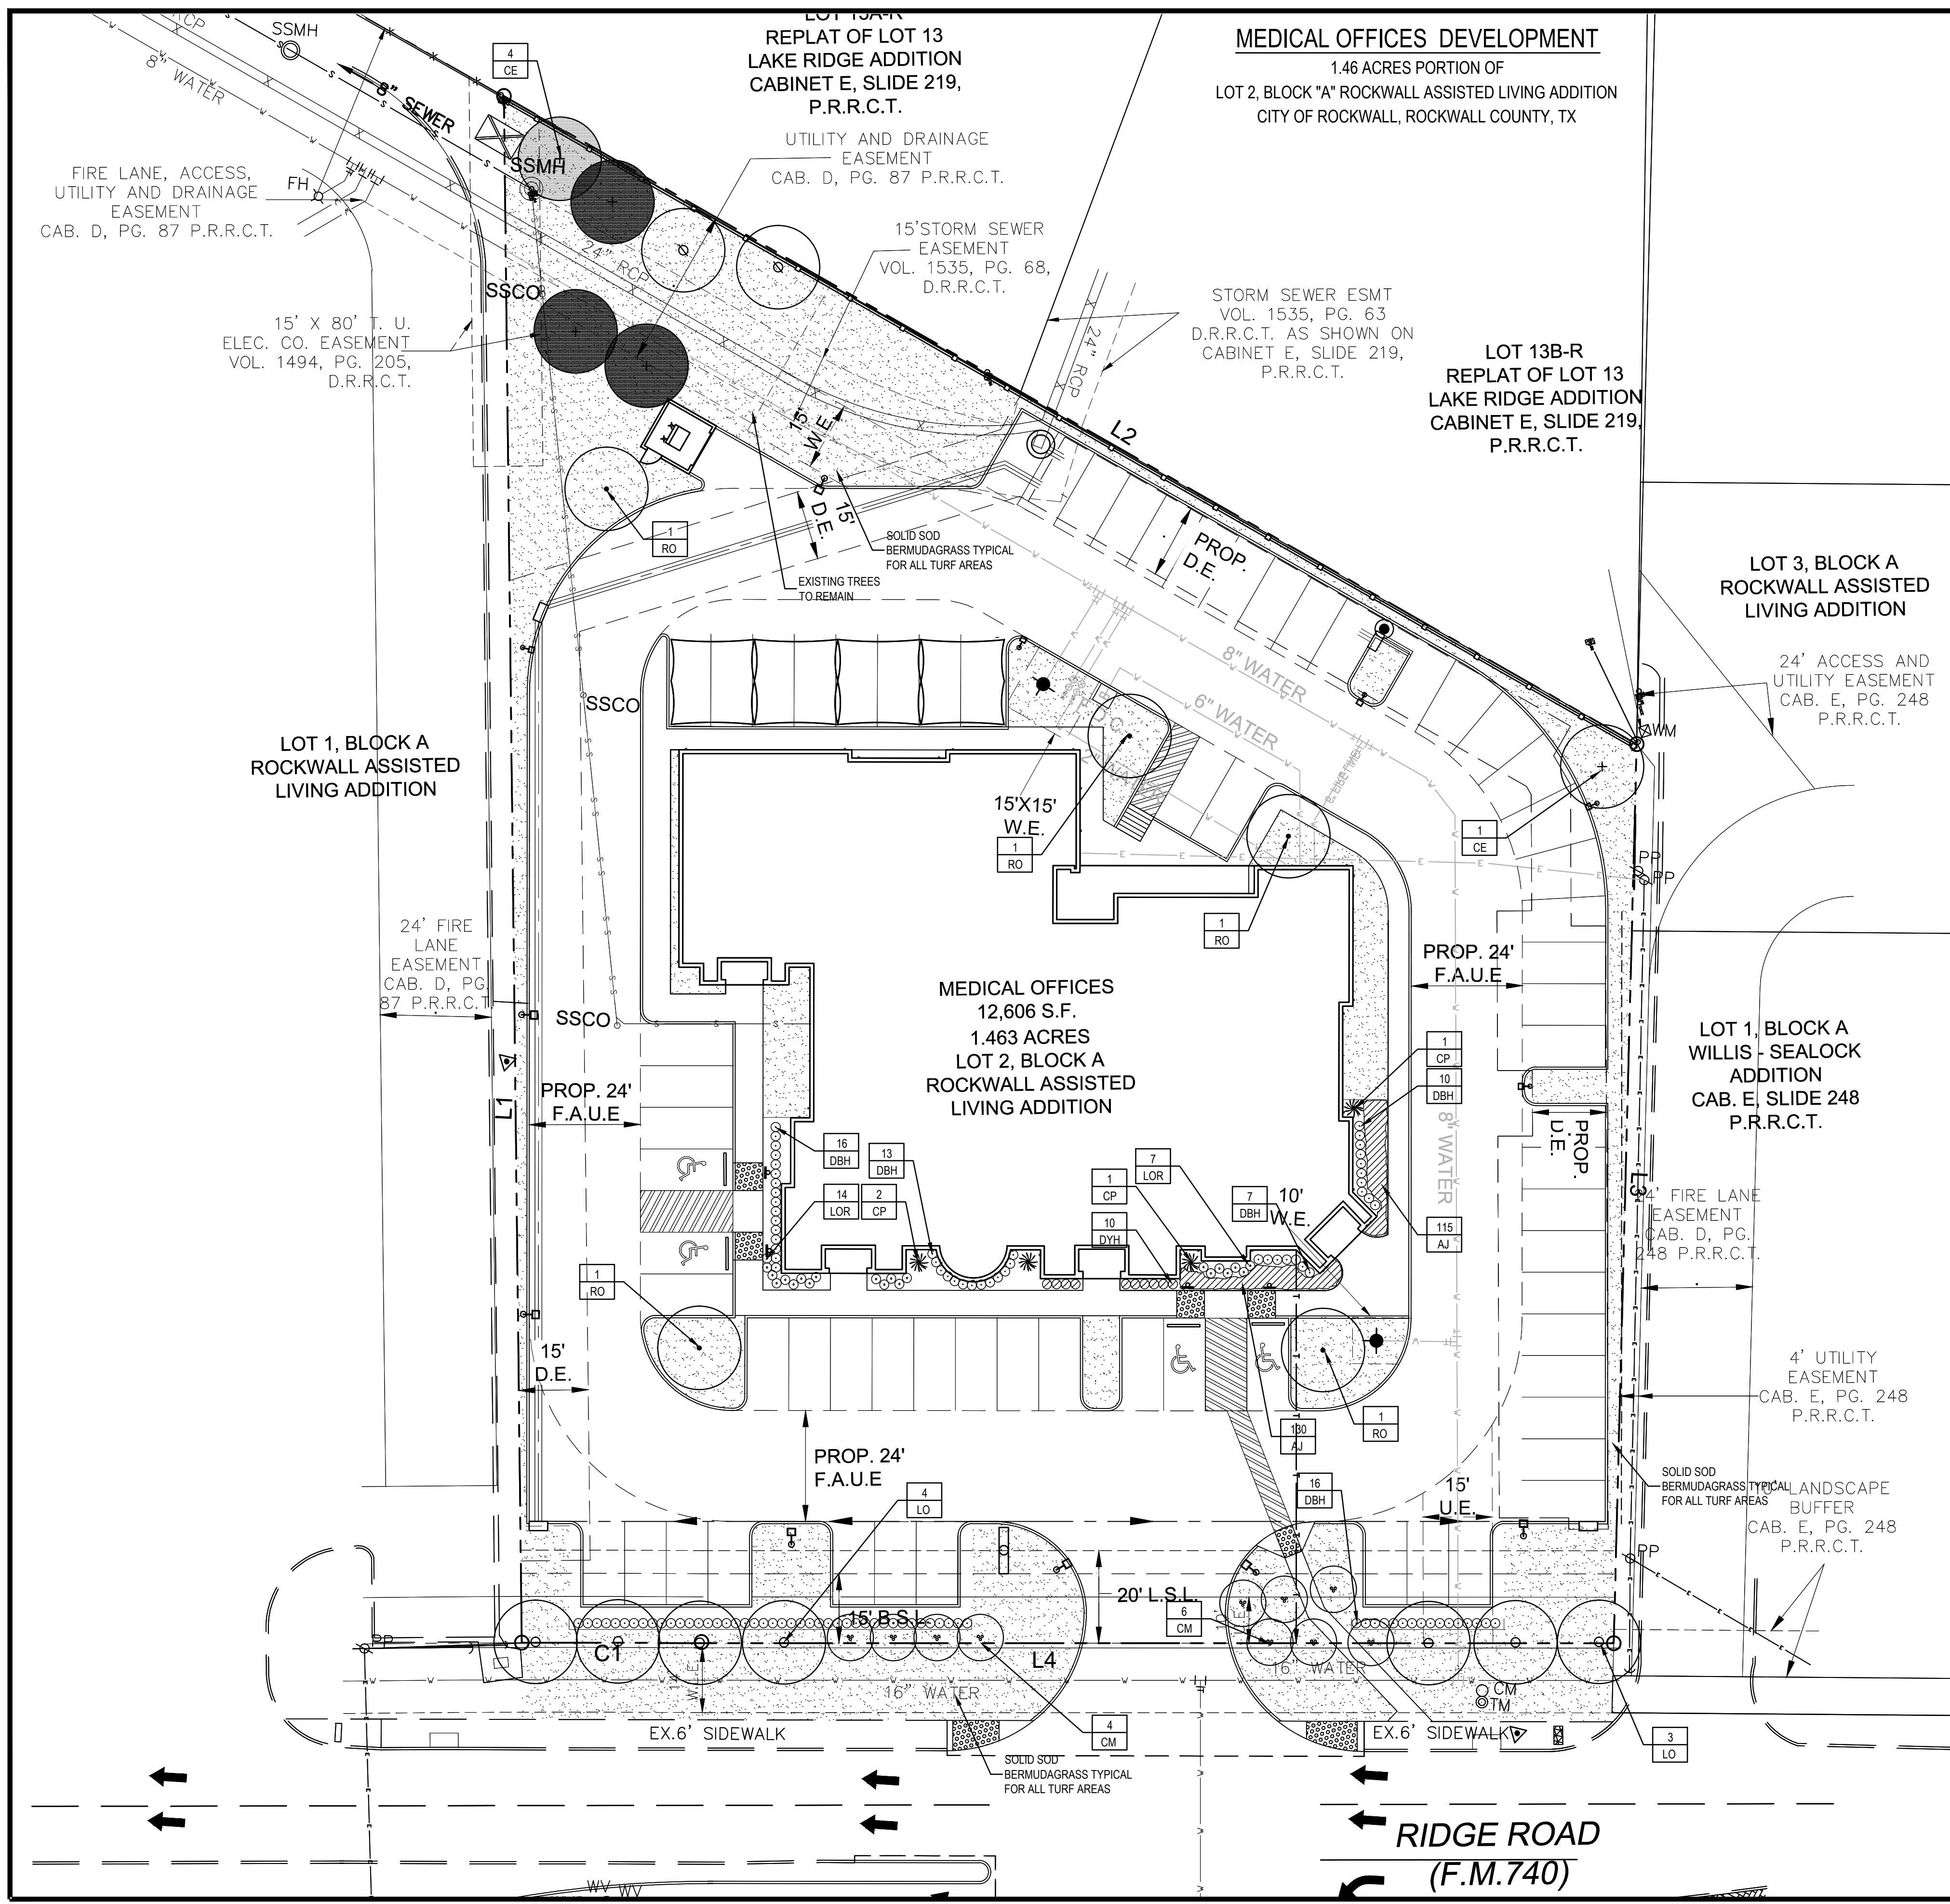 MEDICAL OFFICES DEVELOPMENT
1.46 ACRES PORTION OF
LOT 2, BLOCK "A" ROCKWALL ASSISTED LIVING ADDITION
CITY OF ROCKWALL, ROCKWALL COUNTY, TX
LOT 13A-R
REPLAT OF LOT 13
LAKE RIDGE ADDITION
CABINET E, SLIDE 219,
P.R.R.C.T.
RCP
SSMH
8" WATER
8" SEWER
4
CE
UTILITY AND DRAINAGE
EASEMENT
CAB. D, PG. 87 P.R.R.C.T.
FIRE LANE, ACCESS,
UTILITY AND DRAINAGE
EASEMENT
CAB. D, PG. 87 P.R.R.C.T.
FH
SSMH
24" RCP
SSCO
15'STORM SEWER
EASEMENT
VOL. 1535, PG. 68,
D.R.R.C.T.
15' X 80' T. U.
ELEC. CO. EASEMENT
VOL. 1494, PG. 205,
D.R.R.C.T.
STORM SEWER ESMT
VOL. 1535, PG. 63
D.R.R.C.T. AS SHOWN ON
CABINET E, SLIDE 219,
P.R.R.C.T.
24" RCP
LOT 13B-R
REPLAT OF LOT 13
LAKE RIDGE ADDITION
CABINET E, SLIDE 219,
P.R.R.C.T.
L2
15'
W.E.
15'
D.E.
1
RO
SOLID SOD
BERMUDAGRASS TYPICAL
FOR ALL TURF AREAS
EXISTING TREES
TO REMAIN
PROP.
D.E.
LOT 3, BLOCK A
ROCKWALL ASSISTED
LIVING ADDITION
24' ACCESS AND
UTILITY EASEMENT
CAB. E, PG. 248
P.R.R.C.T.
WM
8" WATER
6" WATER
F.D.C.
SSCO
LOT 1, BLOCK A
ROCKWALL ASSISTED
LIVING ADDITION
15'X15'
W.E.
1
RO
1
CE
1
RO
PP
PP
24' FIRE
LANE
EASEMENT
CAB. D, PG.
87 P.R.R.C.T.
SSCO
PROP. 24'
F.A.U.E
MEDICAL OFFICES
12,606 S.F.
1.463 ACRES
LOT 2, BLOCK A
ROCKWALL ASSISTED
LIVING ADDITION
LOT 1, BLOCK A
WILLIS - SEALOCK
ADDITION
CAB. E, SLIDE 248
P.R.R.C.T.
1
CP
10
DBH
L1
PROP. 24'
F.A.U.E
8" WATER
PROP.
D.E.
16
DBH
13
DBH
7
LOR
1
CP
14
LOR
2
CP
7
DBH
10'
W.E.
10
DYH
115
AJ
L3
24' FIRE LANE
EASEMENT
CAB. D, PG.
248 P.R.R.C.T.
1
RO
15'
D.E.
4' UTILITY
EASEMENT
CAB. E, PG. 248
P.R.R.C.T.
1
RO
130
AJ
PROP. 24'
F.A.U.E
4
LO
16
DBH
15'
U.E.
SOLID SOD
BERMUDAGRASS TYPICAL
FOR ALL TURF AREAS
10' LANDSCAPE
BUFFER
CAB. E, PG. 248
P.R.R.C.T.
PP
20' L.S.L.
15' B.S.L.
6
CM
PP
C1
L4
14'
W.E.
16" WATER
16" WATER
CM
TM
EX.6' SIDEWALK
EX.6' SIDEWALK
4
CM
3
LO
SOLID SOD
BERMUDAGRASS TYPICAL
FOR ALL TURF AREAS
RIDGE ROAD
(F.M.740)
WV WV